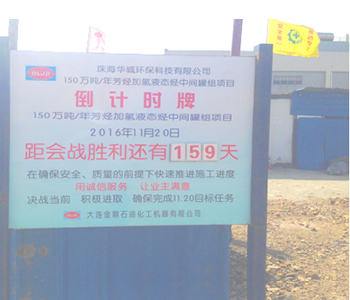 珠海华城环保科技有限公司
150万吨/年芳烃加氢液态烃中间罐组项目
倒计时牌
150万吨/年芳烃加氢液态烃中间罐组项目
2016年11月20日
距会战胜利还有159天
在确保安全、质量的前提下快速推进施工进度
用诚信服务 让业主满意
决战当前 积极进取 确保完成11.20目标任务
大连金鼎石油化工机器有限公司